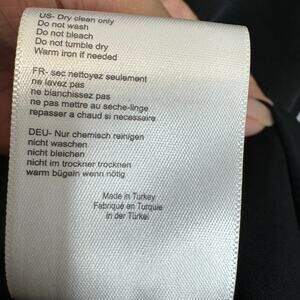 US- Dry clean only
Do not wash
Do not bleach
Do not tumble dry
Warm iron if needed
FR- sec nettoyez seulement
ne lavez pas
ne blanchissez pas
ne pas mettre au seche-linge
repasser a chaud si necessaire
DEU- Nur chemisch reinigen
nicht waschen
nicht bleichen
nicht im trockner trocknen
warm bügeln wenn nötig
Made in Turkey
Fabriqué en Turquie
in der Türkei